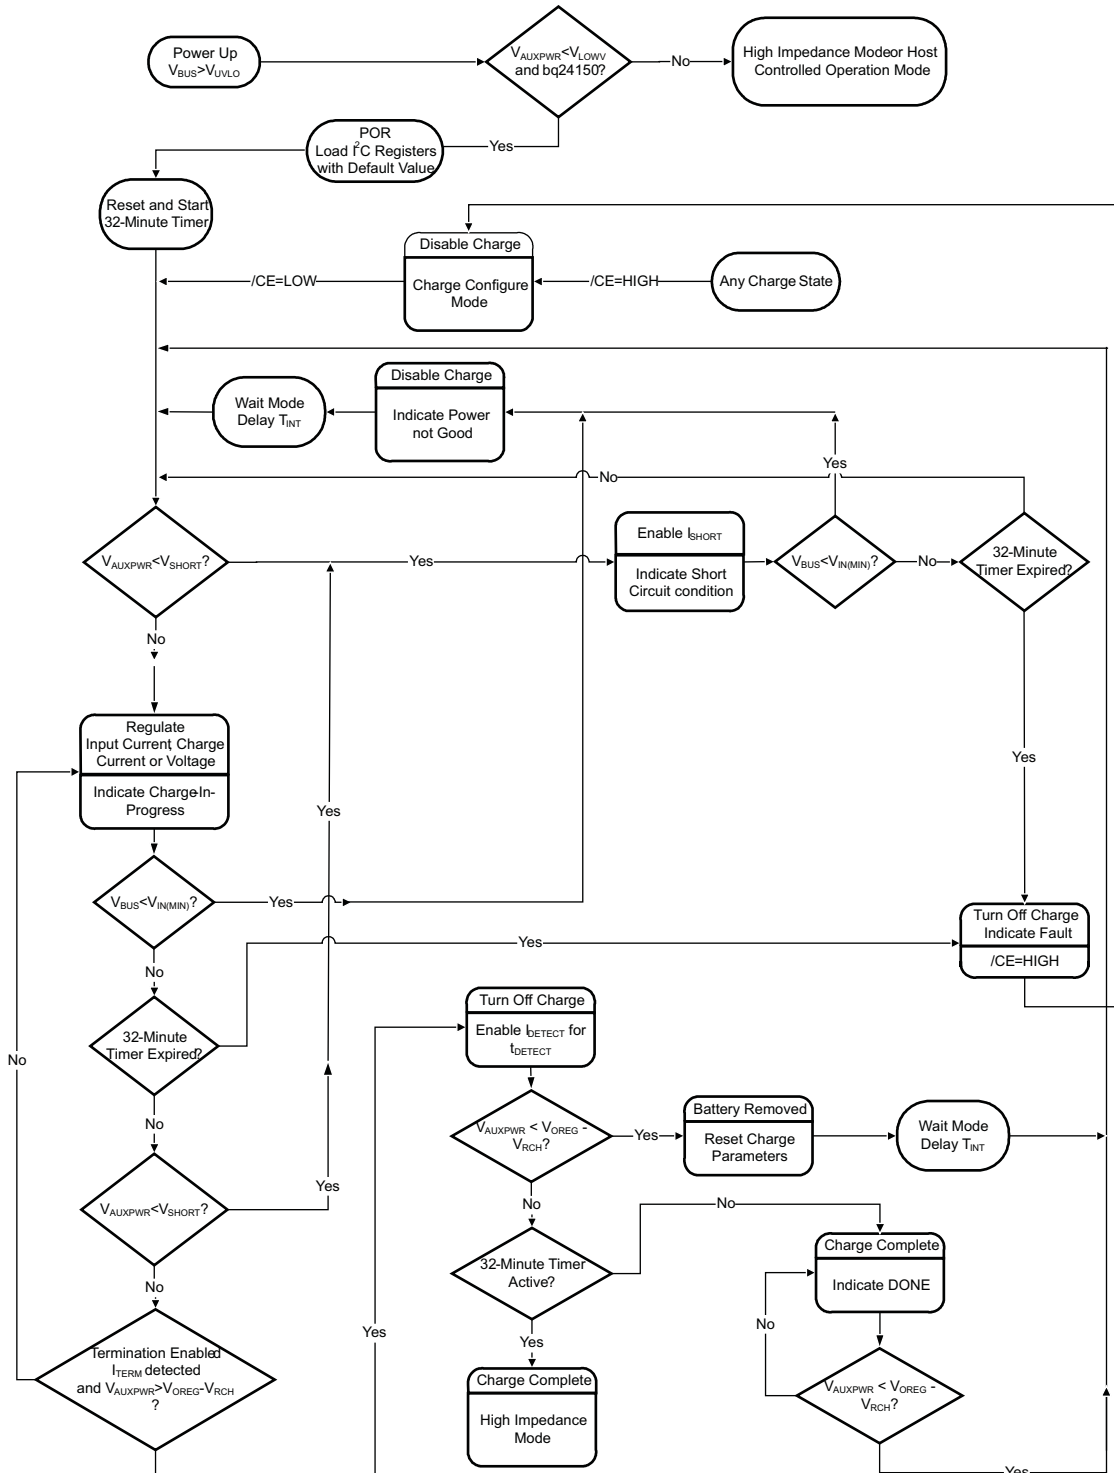 Power Up
VBUS>VUVLO
VAUXPWR<VLOWV
and bq24150?
No
High Impedance Modeor Host
Controlled Operation Mode
Yes
POR
Load I2C Registers
with Default Value
Reset and Start
32-Minute Timer
Disable Charge
Charge Configure
Mode
/CE=LOW
/CE=HIGH
Any Charge State
Disable Charge
Indicate Power
not Good
Wait Mode
Delay TINT
Yes
No
VAUXPWR<VSHORT?
Yes
Enable ISHORT
Indicate Short
Circuit condition
VBUS<VIN(MIN)?
No
32-Minute
Timer Expired?
No
Yes
Regulate
Input Current, Charge
Current or Voltage
Indicate Charge-In-
Progress
Yes
VBUS<VIN(MIN)?
Yes
Turn Off Charge
Indicate Fault
/CE=HIGH
Yes
No
32-Minute
Timer Expired?
No
Turn Off Charge
Enable IDETECT for
tDETECT
No
VAUXPWR < VOREG -
VRCH?
Yes
Battery Removed
Reset Charge
Parameters
Wait Mode
Delay TINT
VAUXPWR<VSHORT?
Yes
No
No
32-Minute Timer
Active?
Charge Complete
Indicate DONE
No
Termination Enabled
ITERM detected
and VAUXPWR>VOREG-VRCH
?
Yes
Yes
Charge Complete
High Impedance
Mode
No
VAUXPWR < VOREG -
VRCH?
Yes